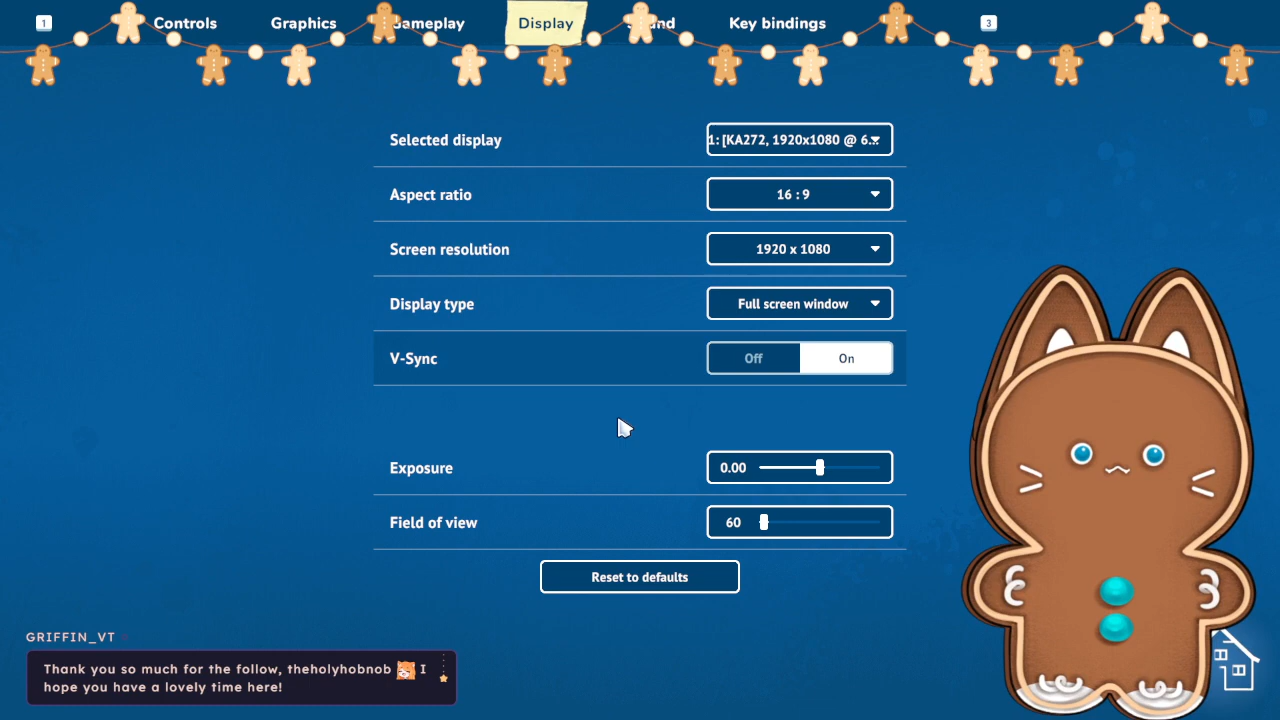 1 Controls Graphics Gameplay Display Sound Key bindings 3
Selected display 1: [KA272, 1920x1080 @ 6...
Aspect ratio 16 : 9
Screen resolution 1920 x 1080
Display type Full screen window
V-Sync Off On
Exposure 0.00
Field of view 60
Reset to defaults
GRIFFIN_VT
Thank you so much for the follow, theholyhobnob I
hope you have a lovely time here!